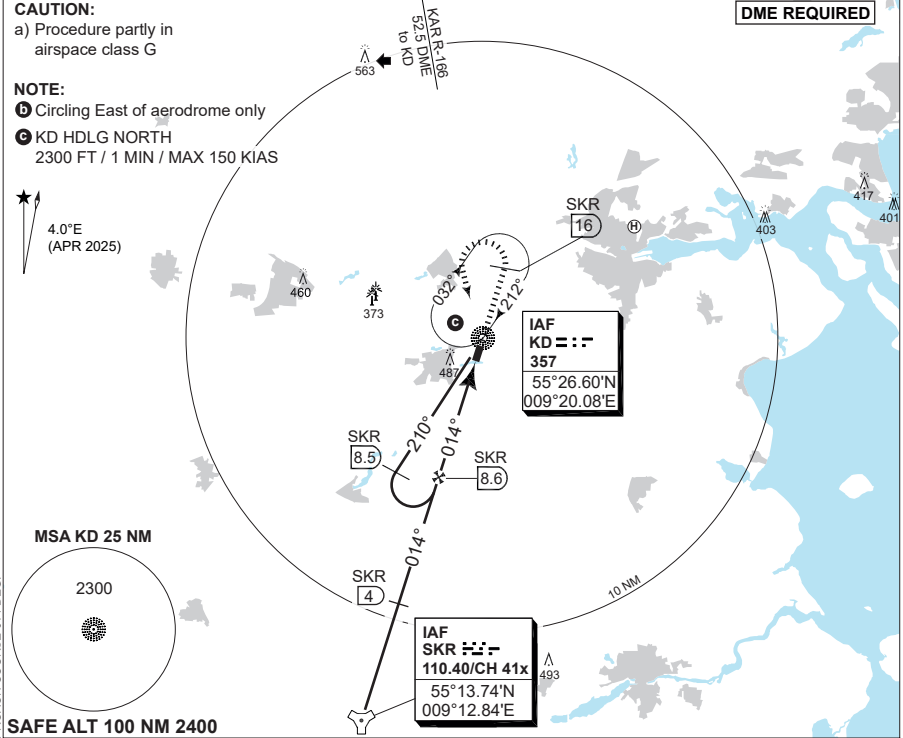 CAUTION:
a) Procedure partly in
airspace class G
NOTE:
b Circling East of aerodrome only
c KD HDLG NORTH
2300 FT / 1 MIN / MAX 150 KIAS
4.0°E
(APR 2025)
KAR R-166
52.5 DME
to KD
DME REQUIRED
563
417
401
403
SKR
16
H
460
373
032°
212°
c
487
IAF
KD
357
55°26.60'N
009°20.08'E
210°
014°
SKR
8.5
SKR
8.6
014°
MSA KD 25 NM
2300
SKR
4
10 NM
IAF
SKR
110.40/CH 41x
55°13.74'N
009°12.84'E
493
SAFE ALT 100 NM 2400